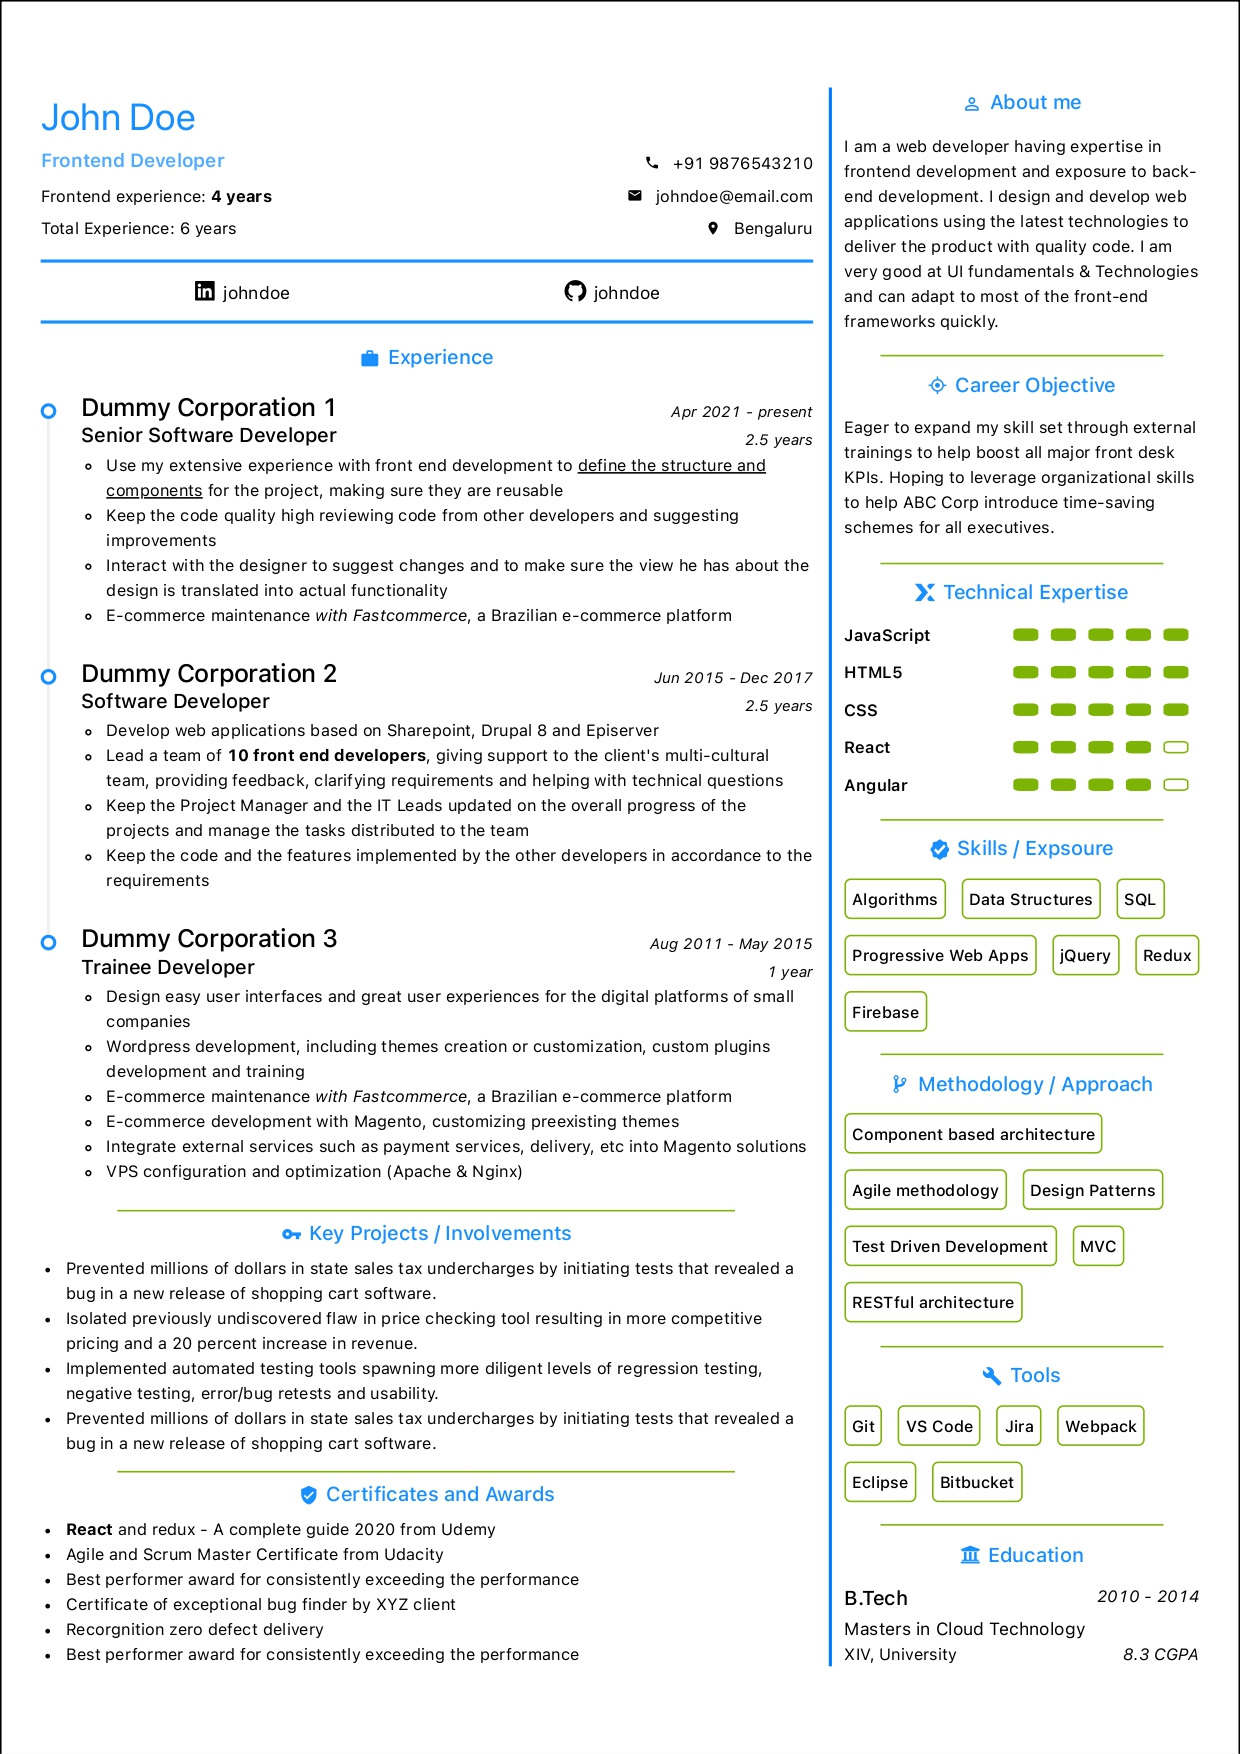 John Doe
Frontend Developer
Frontend experience: 4 years
Total Experience: 6 years
+91 9876543210
johndoe@email.com
Bengaluru
johndoe
johndoe
Experience
Dummy Corporation 1
Apr 2021 - present
Senior Software Developer
2.5 years
Use my extensive experience with front end development to define the structure and
components for the project, making sure they are reusable
Keep the code quality high reviewing code from other developers and suggesting
improvements
Interact with the designer to suggest changes and to make sure the view he has about the
design is translated into actual functionality
E-commerce maintenance with Fastcommerce, a Brazilian e-commerce platform
Dummy Corporation 2
Jun 2015 - Dec 2017
Software Developer
2.5 years
Develop web applications based on Sharepoint, Drupal 8 and Episerver
Lead a team of 10 front end developers, giving support to the client's multi-cultural
team, providing feedback, clarifying requirements and helping with technical questions
Keep the Project Manager and the IT Leads updated on the overall progress of the
projects and manage the tasks distributed to the team
Keep the code and the features implemented by the other developers in accordance to the
requirements
Dummy Corporation 3
Aug 2011 - May 2015
Trainee Developer
1 year
Design easy user interfaces and great user experiences for the digital platforms of small
companies
Wordpress development, including themes creation or customization, custom plugins
development and training
E-commerce maintenance with Fastcommerce, a Brazilian e-commerce platform
E-commerce development with Magento, customizing preexisting themes
Integrate external services such as payment services, delivery, etc into Magento solutions
VPS configuration and optimization (Apache & Nginx)
Key Projects / Involvements
Prevented millions of dollars in state sales tax undercharges by initiating tests that revealed a
bug in a new release of shopping cart software.
Isolated previously undiscovered flaw in price checking tool resulting in more competitive
pricing and a 20 percent increase in revenue.
Implemented automated testing tools spawning more diligent levels of regression testing,
negative testing, error/bug retests and usability.
Prevented millions of dollars in state sales tax undercharges by initiating tests that revealed a
bug in a new release of shopping cart software.
Certificates and Awards
React and redux - A complete guide 2020 from Udemy
Agile and Scrum Master Certificate from Udacity
Best performer award for consistently exceeding the performance
Certificate of exceptional bug finder by XYZ client
Recorgnition zero defect delivery
Best performer award for consistently exceeding the performance
About me
I am a web developer having expertise in
frontend development and exposure to back-
end development. I design and develop web
applications using the latest technologies to
deliver the product with quality code. I am
very good at UI fundamentals & Technologies
and can adapt to most of the front-end
frameworks quickly.
Career Objective
Eager to expand my skill set through external
trainings to help boost all major front desk
KPIs. Hoping to leverage organizational skills
to help ABC Corp introduce time-saving
schemes for all executives.
Technical Expertise
JavaScript
HTML5
CSS
React
Angular
Skills / Expsoure
Algorithms Data Structures SQL
Progressive Web Apps jQuery Redux
Firebase
Methodology / Approach
Component based architecture
Agile methodology Design Patterns
Test Driven Development MVC
RESTful architecture
Tools
Git VS Code Jira Webpack
Eclipse Bitbucket
Education
B.Tech 2010 - 2014
Masters in Cloud Technology
XIV, University 8.3 CGPA